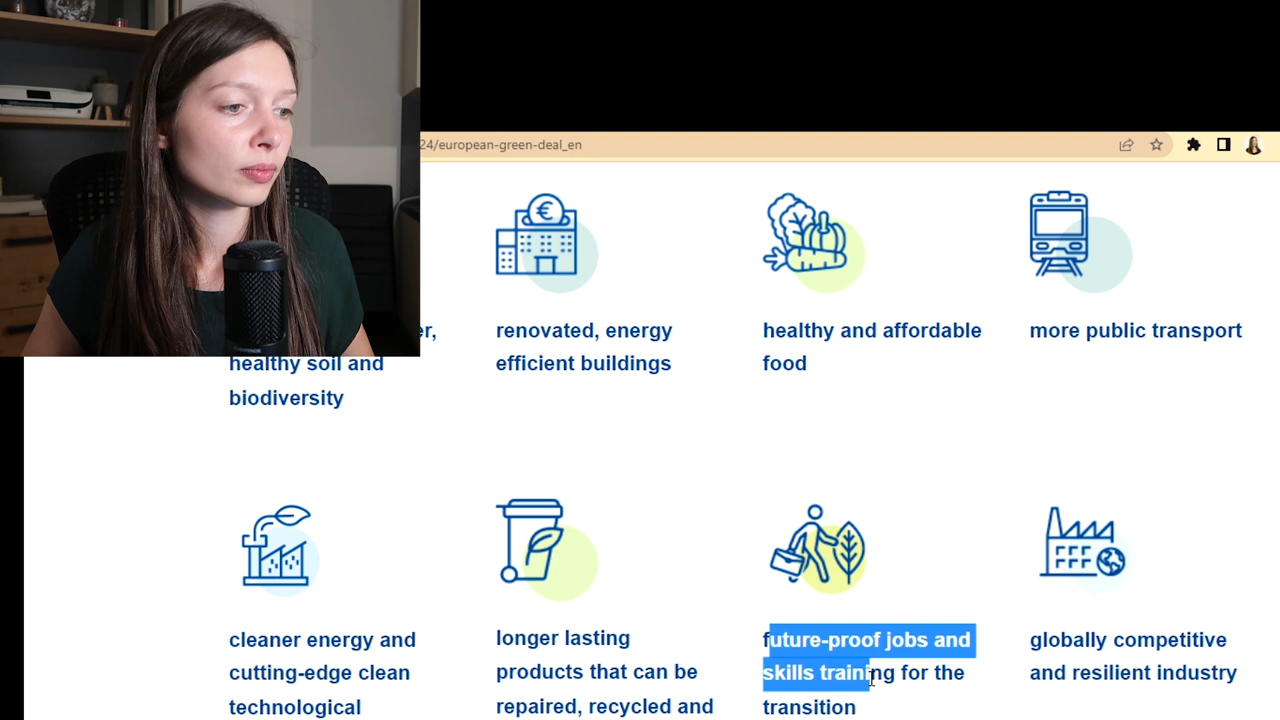 24/european-green-deal_en
er,
healthy soil and
biodiversity
renovated, energy
efficient buildings
healthy and affordable
food
more public transport
cleaner energy and
cutting-edge clean
technological
longer lasting
products that can be
repaired, recycled and
future-proof jobs and
skills training for the
transition
globally competitive
and resilient industry